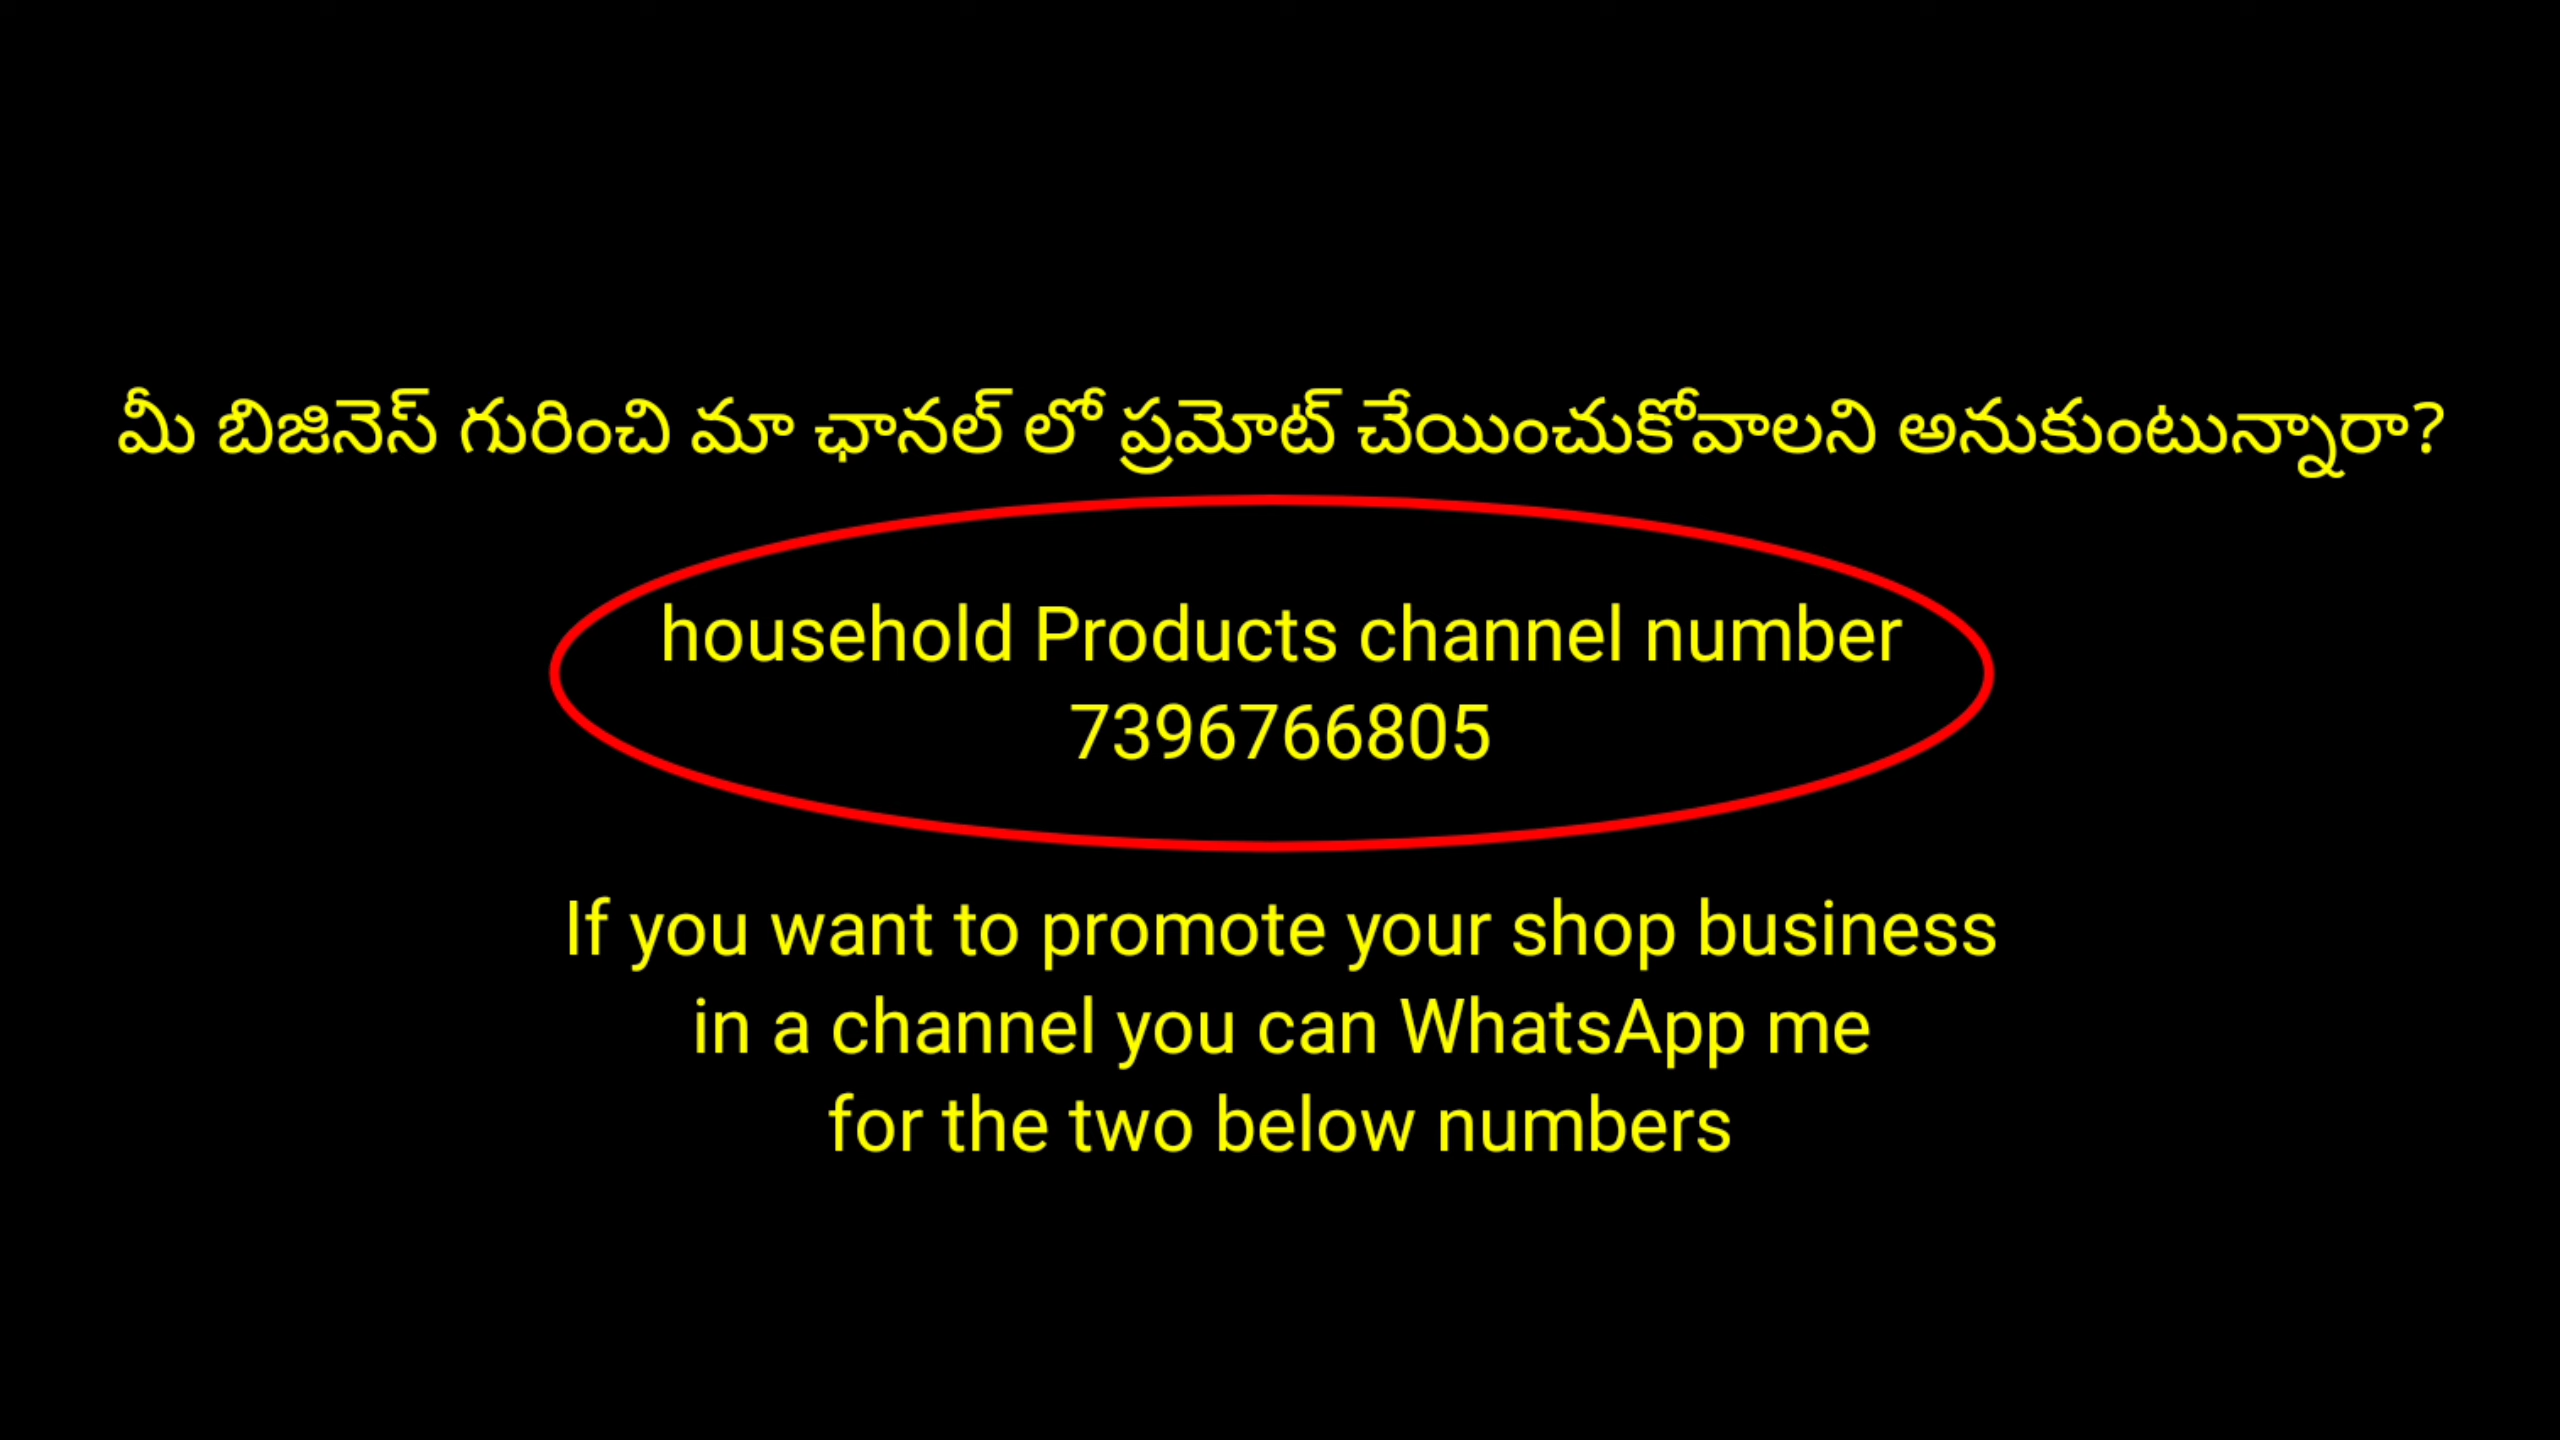 మీ బిజినెస్ గురించి మా ఛానల్ లో ప్రమోట్ చేయించుకోవాలని అనుకుంటున్నారా?
household Products channel number
7396766805
If you want to promote your shop business
in a channel you can WhatsApp me
for the two below numbers